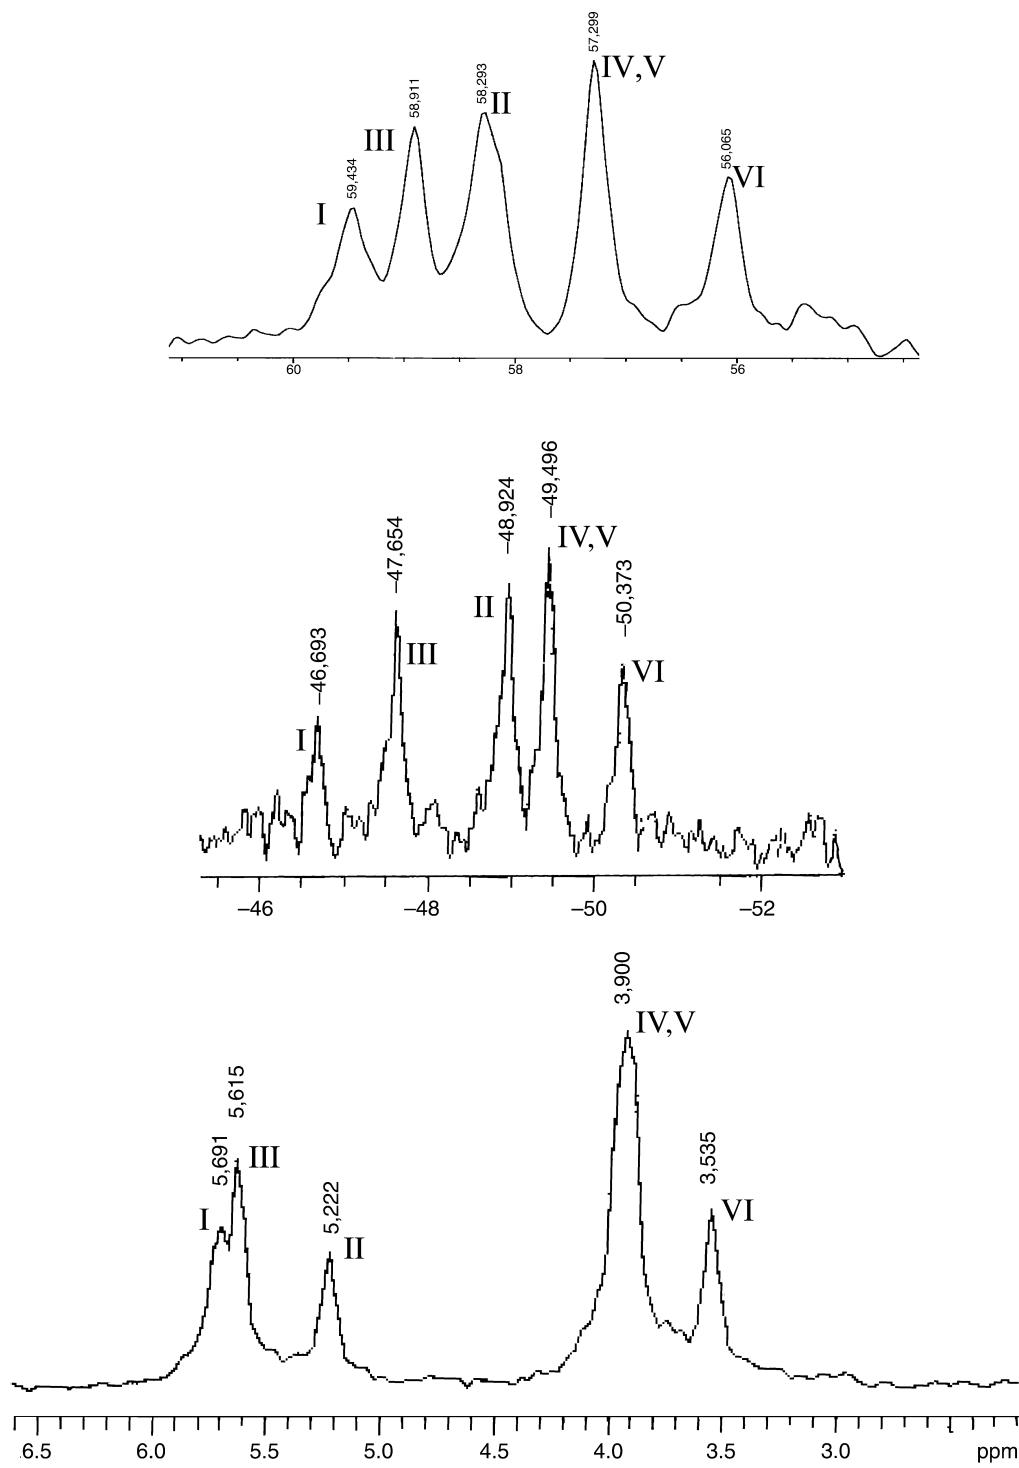 57,299
IV,V
58,293
II
58,911
III
56,065
VI
59,434
I
60 58 56
–49,496
IV,V
–48,924
II
–47,654
III
–50,373
VI
–46,693
I
–46 –48 –50 –52
3,900
IV,V
5,615
III
5,691
I
3,535
VI
5,222
II
6.5 6.0 5.5 5.0 4.5 4.0 3.5 3.0 ppm